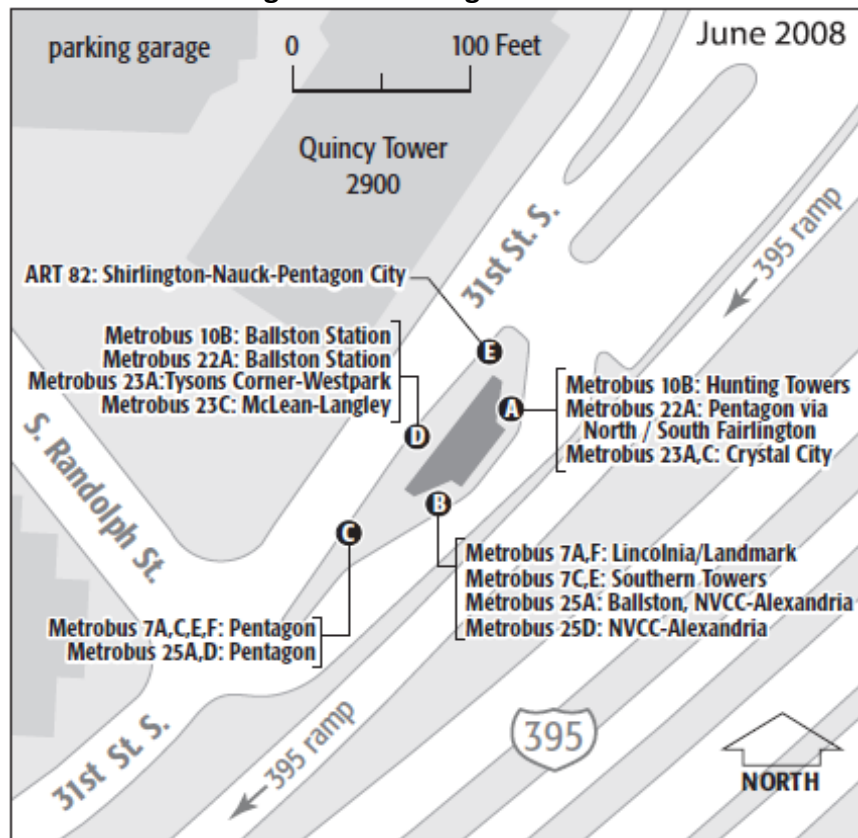 parking garage
0 100 Feet
June 2008
Quincy Tower
2900
31st St. S.
395 ramp
ART 82: Shirlington-Nauck-Pentagon City
E
Metrobus 10B: Ballston Station
Metrobus 22A: Ballston Station
Metrobus 23A:Tysons Corner-Westpark
Metrobus 23C: McLean-Langley
D
A
Metrobus 10B: Hunting Towers
Metrobus 22A: Pentagon via
North / South Fairlington
Metrobus 23A,C: Crystal City
S. Randolph St.
B
C
Metrobus 7A,F: Lincolnia/Landmark
Metrobus 7C,E: Southern Towers
Metrobus 25A: Ballston, NVCC-Alexandria
Metrobus 25D: NVCC-Alexandria
Metrobus 7A,C,E,F: Pentagon
Metrobus 25A,D: Pentagon
31st St. S.
395 ramp
395
NORTH